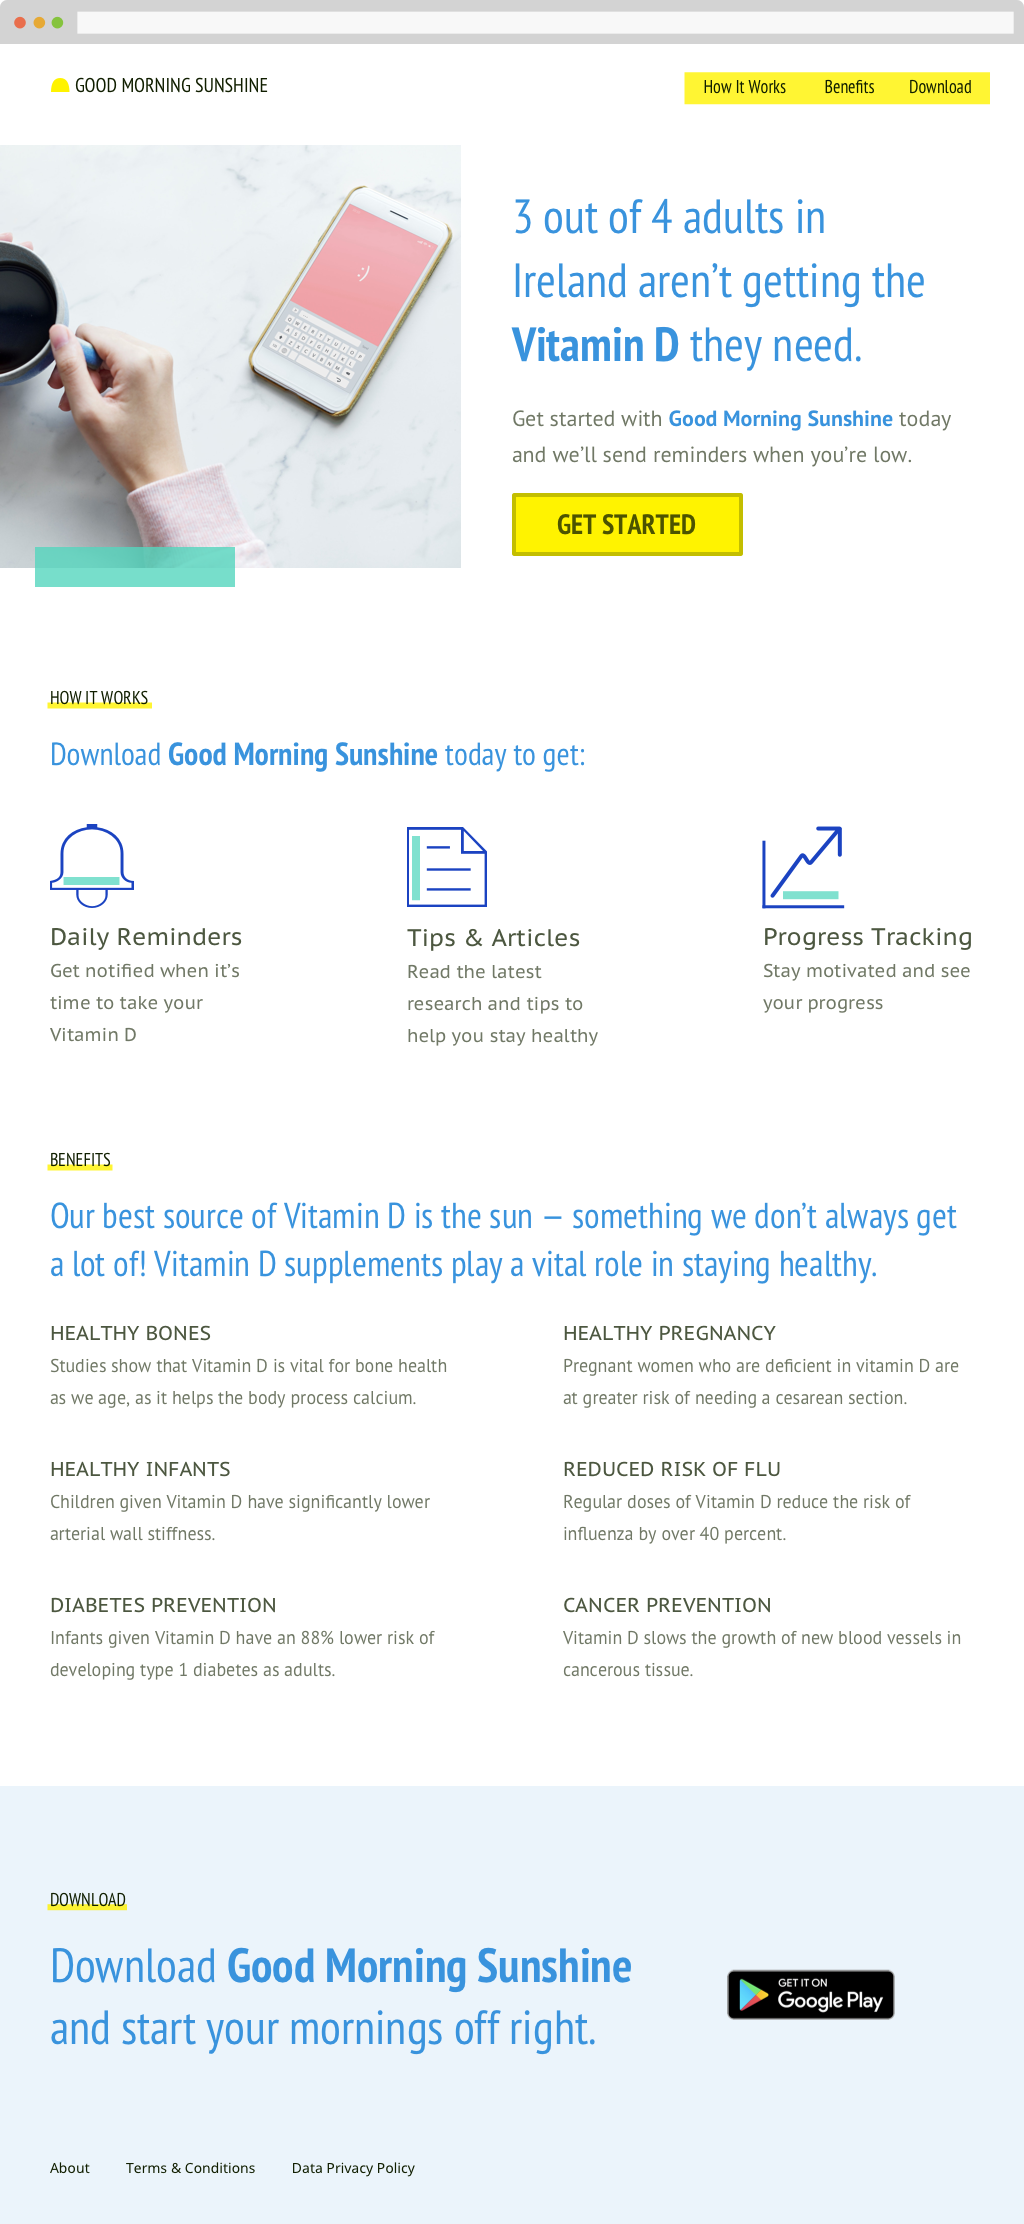 GOOD MORNING SUNSHINE
How It Works Benefits Download
3 out of 4 adults in
Ireland aren’t getting the
Vitamin D they need.
Get started with Good Morning Sunshine today
and we’ll send reminders when you’re low.
GET STARTED
HOW IT WORKS
Download Good Morning Sunshine today to get:
Daily Reminders
Get notified when it’s
time to take your
Vitamin D
Tips & Articles
Read the latest
research and tips to
help you stay healthy
Progress Tracking
Stay motivated and see
your progress
BENEFITS
Our best source of Vitamin D is the sun — something we don’t always get
a lot of! Vitamin D supplements play a vital role in staying healthy.
HEALTHY BONES
Studies show that Vitamin D is vital for bone health
as we age, as it helps the body process calcium.
HEALTHY PREGNANCY
Pregnant women who are deficient in vitamin D are
at greater risk of needing a cesarean section.
HEALTHY INFANTS
Children given Vitamin D have significantly lower
arterial wall stiffness.
REDUCED RISK OF FLU
Regular doses of Vitamin D reduce the risk of
influenza by over 40 percent.
DIABETES PREVENTION
Infants given Vitamin D have an 88% lower risk of
developing type 1 diabetes as adults.
CANCER PREVENTION
Vitamin D slows the growth of new blood vessels in
cancerous tissue.
DOWNLOAD
Download Good Morning Sunshine
and start your mornings off right.
GET IT ON
Google Play
About Terms & Conditions Data Privacy Policy